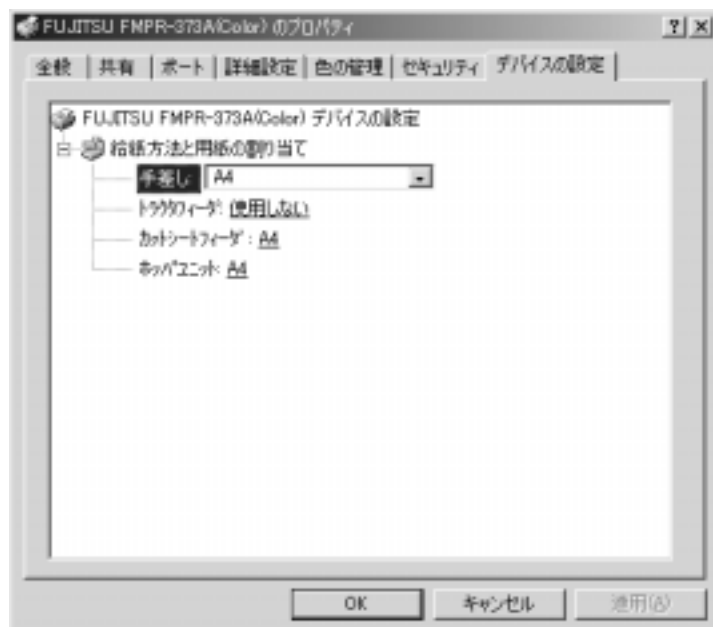 FUJITSU FMPR-373A(Color) のプロパティ
全般 共有 ポート 詳細設定 色の管理 セキュリティ デバイスの設定
FUJITSU FMPR-373A(Color) デバイスの設定
給紙方法と用紙の割り当て
手差し: A4
ﾄﾗｸﾀﾌｨｰﾀﾞ: 使用しない
ｶｯﾄｼｰﾄﾌｨｰﾀﾞ: A4
ﾎｯﾊﾟﾕﾆｯﾄ: A4
OK キャンセル 適用(A)